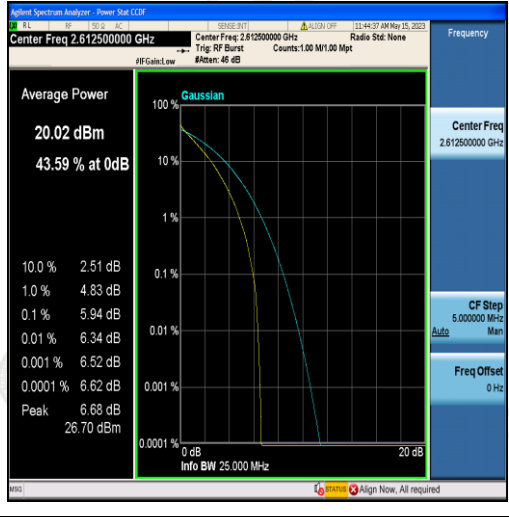 Agilent Spectrum Analyzer - Power Stat CCDF
RL RF 50 Ω AC SENSE:INT ALIGN OFF 11:44:37 AM May 15, 2023
Center Freq 2.612500000 GHz
Center Freq: 2.612500000 GHz Radio Std: None
Trig: RF Burst Counts:1.00 M/1.00 Mpt
#IFGain:Low #Atten: 46 dB
Frequency
Average Power
20.02 dBm
43.59 % at 0dB
10.0 % 2.51 dB
1.0 % 4.83 dB
0.1 % 5.94 dB
0.01 % 6.34 dB
0.001 % 6.52 dB
0.0001 % 6.62 dB
Peak 6.68 dB
26.70 dBm
Gaussian
100 %
10 %
1 %
0.1 %
0.01 %
0.001 %
0.0001 %
0 dB 20 dB
Info BW 25.000 MHz
Center Freq
2.612500000 GHz
CF Step
5.000000 MHz
Auto Man
Freq Offset
0 Hz
MSG STATUS Align Now, All required